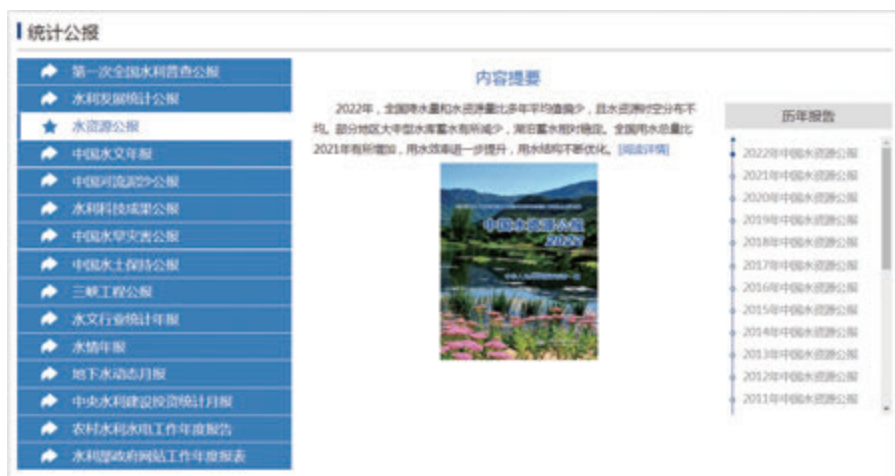 统计公报
第一次全国水利普查公报
水利发展统计公报
水资源公报
中国水文年报
中国河流泥沙公报
水利科技成果公报
中国水旱灾害公报
中国水土保持公报
三峡工程公报
水文行业统计年报
水情年报
地下水动态月报
中央水利建设投资统计月报
农村水利水电工作年度报告
水利部政府网站工作年度报表
内容提要
2022年，全国降水量和水资源量比多年平均值偏少，且水资源时空分布不
均。部分地区大中型水库蓄水有所减少，湖泊蓄水相对稳定。全国用水总量比
2021年有所增加，用水效率进一步提升，用水结构不断优化。 [阅读详情]
中国水资源公报
2022
历年报告
2022年中国水资源公报
2021年中国水资源公报
2020年中国水资源公报
2019年中国水资源公报
2018年中国水资源公报
2017年中国水资源公报
2016年中国水资源公报
2015年中国水资源公报
2014年中国水资源公报
2013年中国水资源公报
2012年中国水资源公报
2011年中国水资源公报